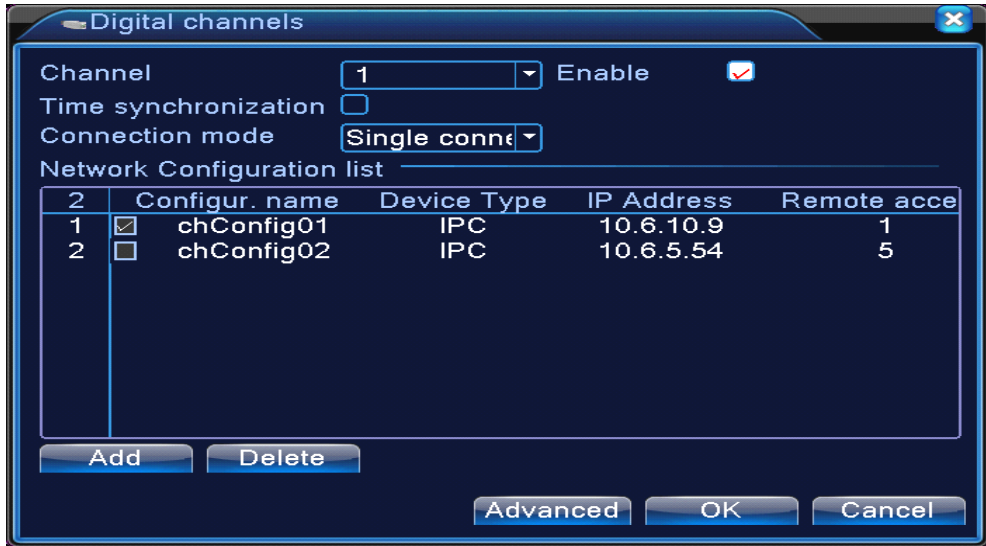 Digital channels
Channel 1 Enable
Time synchronization
Connection mode Single conne
Network Configuration list
2 Configur. name Device Type IP Address Remote acce
1 chConfig01 IPC 10.6.10.9 1
2 chConfig02 IPC 10.6.5.54 5
Add Delete
Advanced OK Cancel